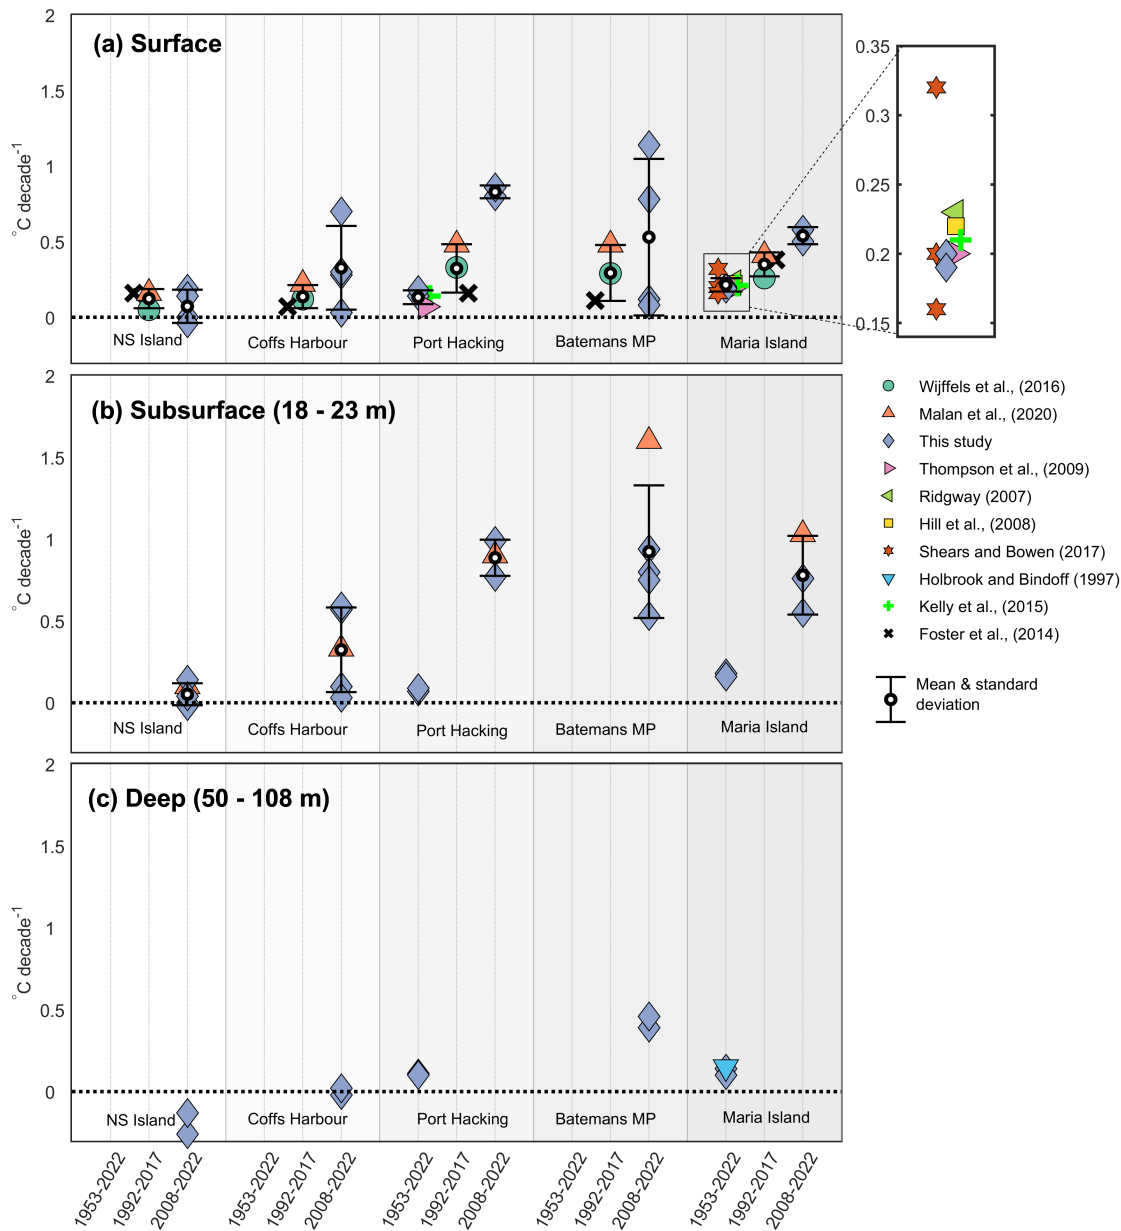 (a) Surface
2
1.5
1
0.5
0
°C decade-1
NS Island
Coffs Harbour
Port Hacking
Batemans MP
Maria Island
0.35
0.3
0.25
0.2
0.15
Wijffels et al., (2016)
Malan et al., (2020)
This study
Thompson et al., (2009)
Ridgway (2007)
Hill et al., (2008)
Shears and Bowen (2017)
Holbrook and Bindoff (1997)
Kelly et al., (2015)
Foster et al., (2014)
Mean & standard
deviation
(b) Subsurface (18 - 23 m)
2
1.5
1
0.5
0
°C decade-1
NS Island
Coffs Harbour
Port Hacking
Batemans MP
Maria Island
(c) Deep (50 - 108 m)
2
1.5
1
0.5
0
°C decade-1
NS Island
Coffs Harbour
Port Hacking
Batemans MP
Maria Island
1953-2022
1992-2017
2008-2022
1953-2022
1992-2017
2008-2022
1953-2022
1992-2017
2008-2022
1953-2022
1992-2017
2008-2022
1953-2022
1992-2017
2008-2022